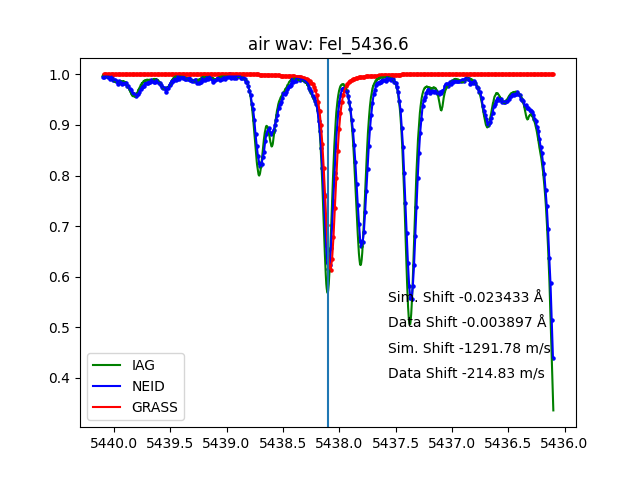 air wav: FeI_5436.6
1.0
0.9
0.8
0.7
0.6
0.5
0.4
Sim. Shift -0.023433 Å
Data Shift -0.003897 Å
Sim. Shift -1291.78 m/s
Data Shift -214.83 m/s
IAG
NEID
GRASS
5440.0 5439.5 5439.0 5438.5 5438.0 5437.5 5437.0 5436.5 5436.0